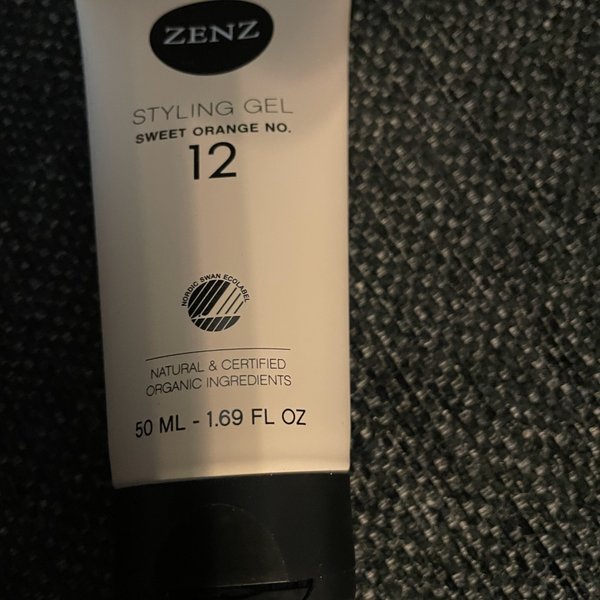 ZENZ
STYLING GEL
SWEET ORANGE NO.
12
NORDIC SWAN ECOLABEL
NATURAL & CERTIFIED
ORGANIC INGREDIENTS
50 ML - 1.69 FL OZ